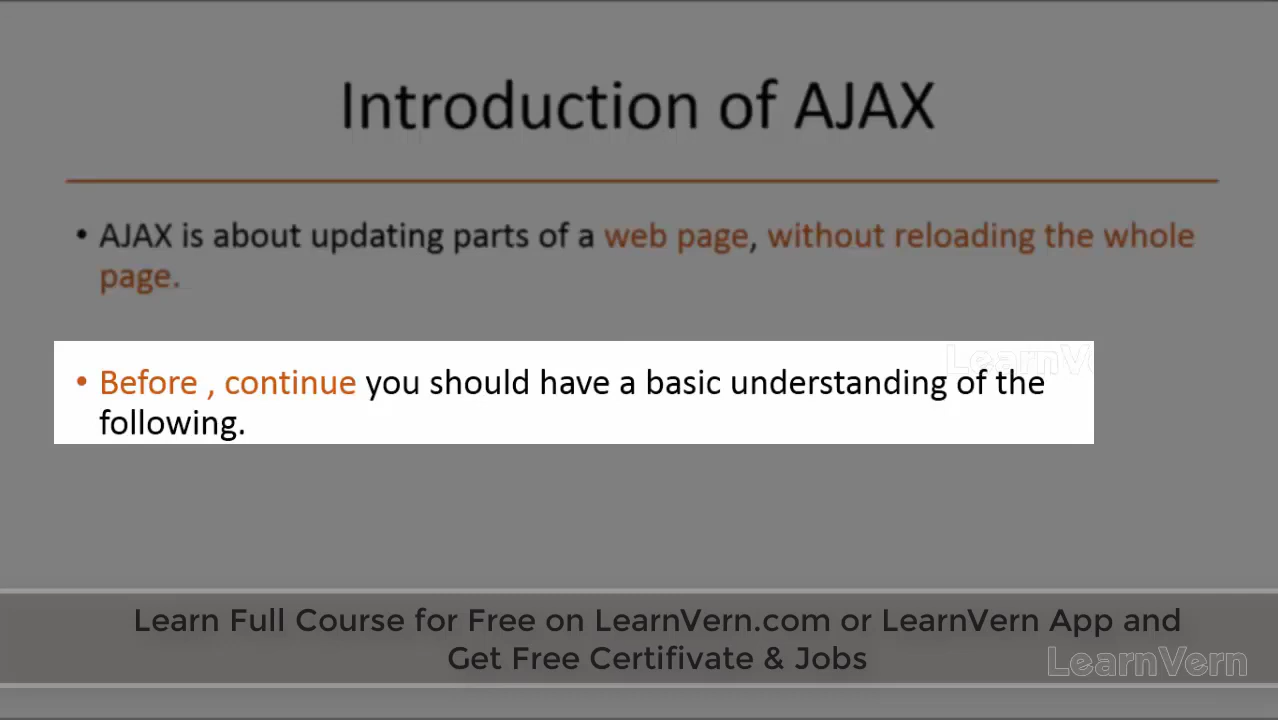 Introduction of AJAX
• AJAX is about updating parts of a web page, without reloading the whole
page.
LearnVe
• Before , continue you should have a basic understanding of the
following.
Learn Full Course for Free on LearnVern.com or LearnVern App and
Get Free Certifivate & Jobs
LearnVern